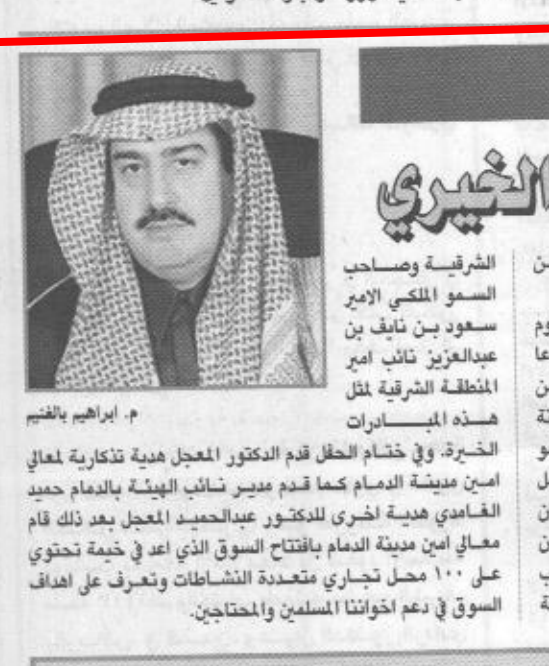 الخيري
الشرقية وصاحب
السمو الملكي الامير
سعود بن نايف بن
عبدالعزيز نائب امير
المنطقة الشرقية لمثل
هذه المبادرات
م. ابراهيم بالغنيم
الخيرة. وفي ختام الحفل قدم الدكتور المعجل هدية تذكارية لمعالي
امين مدينة الدمام كما قدم مدير نائب الهيئة بالدمام حميد
الغامدي هدية اخرى للدكتور عبدالحميد المعجل بعد ذلك قام
معالي امين مدينة الدمام بافتتاح السوق الذي اعد في خيمة تحتوي
على ١٠٠ محل تجاري متعددة النشاطات وتعرف على اهداف
السوق في دعم اخواننا المسلمين والمحتاجين.